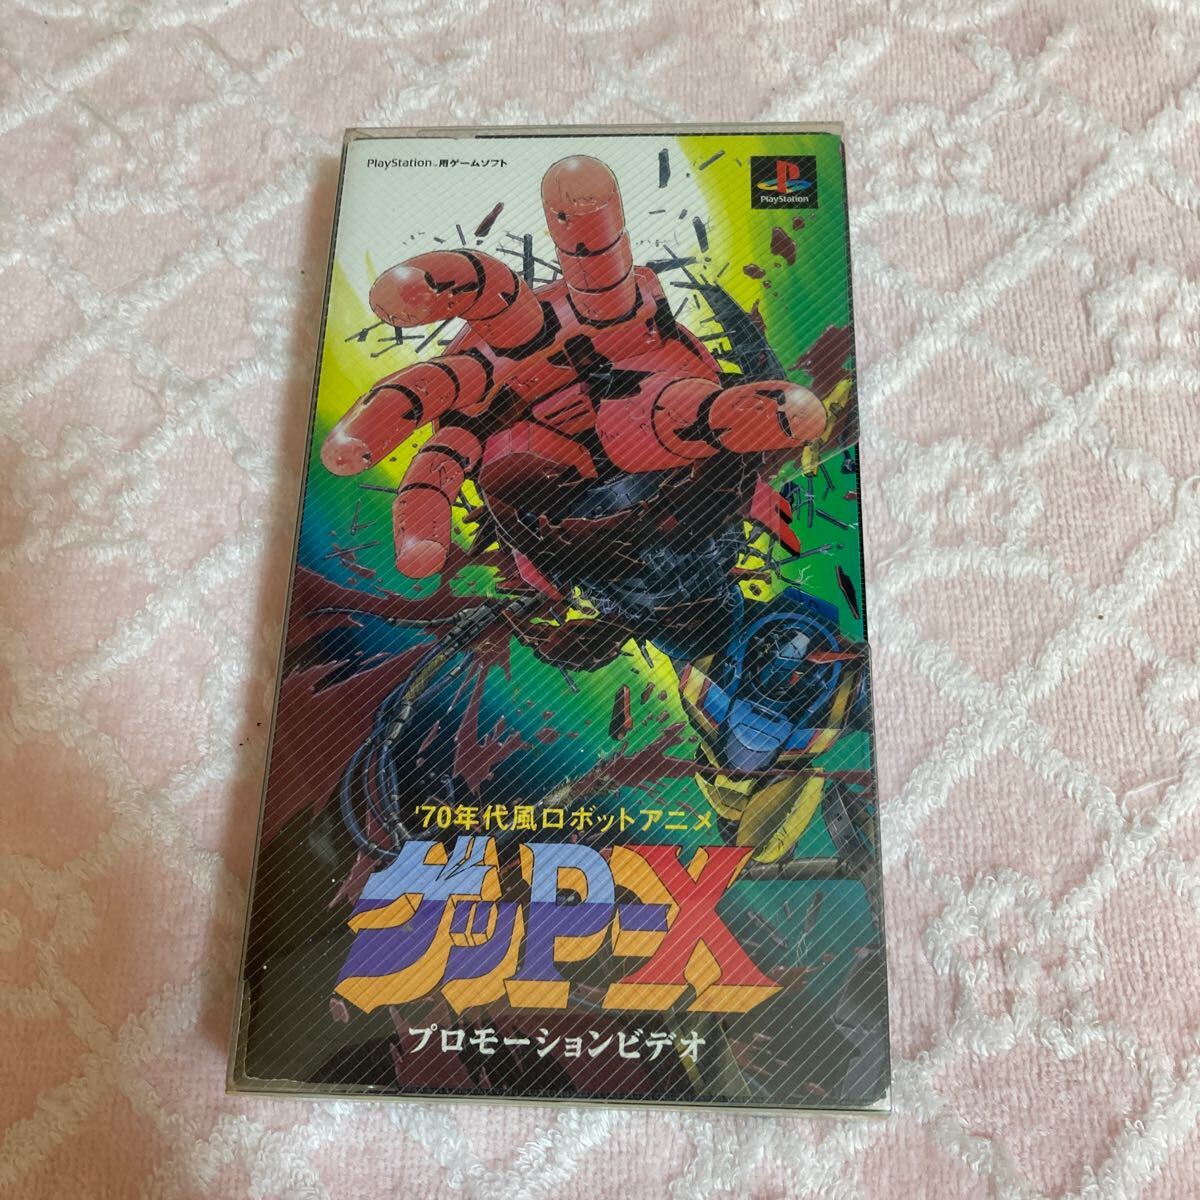 PlayStation™用ゲームソフト
PlayStation
'70年代風ロボットアニメ
ゲッP-X
プロモーションビデオ